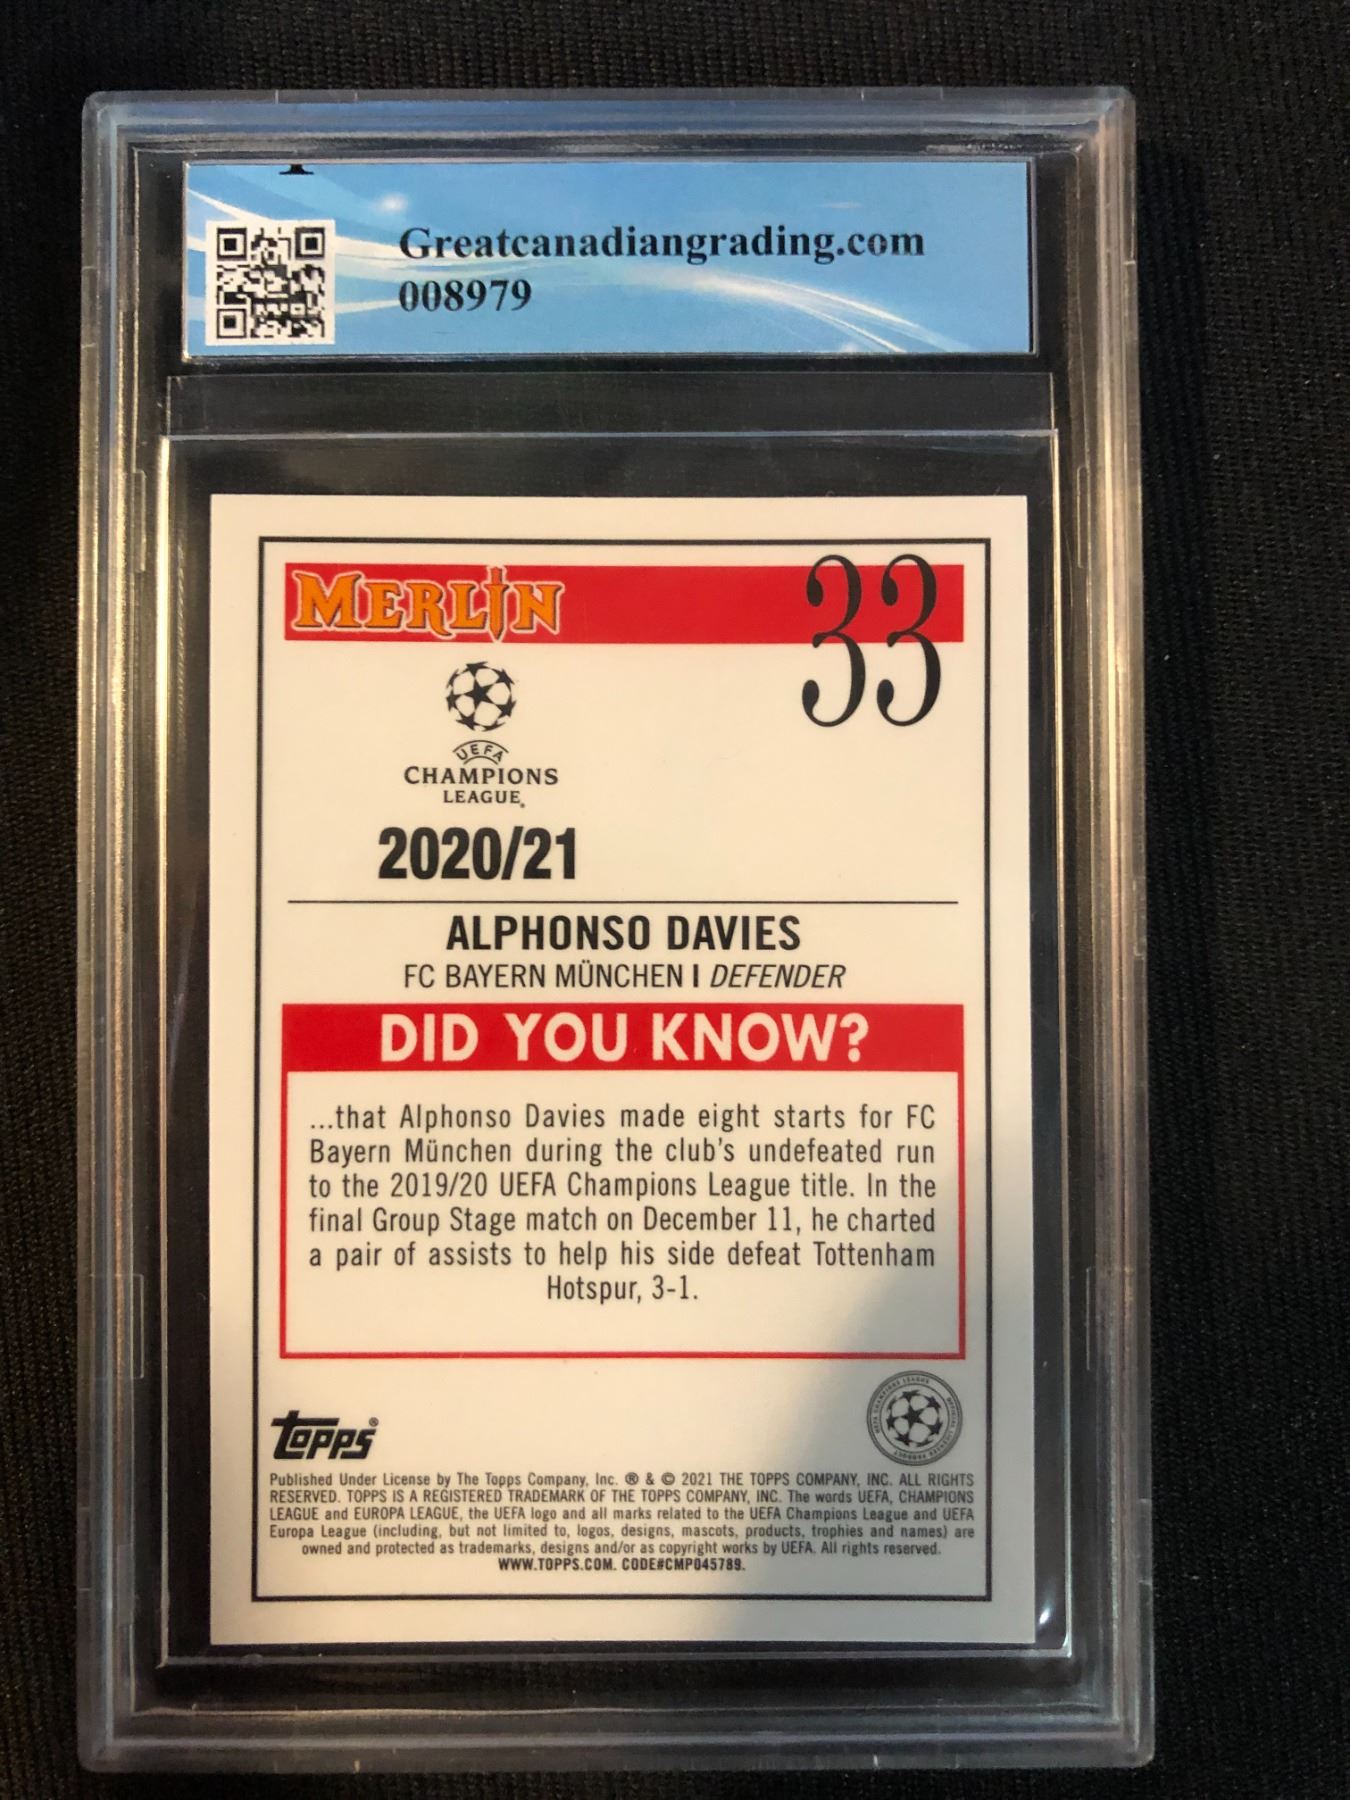 Greatcanadiangrading.com
008979
MERLIN
33
UEFA
CHAMPIONS
LEAGUE®
2020/21
ALPHONSO DAVIES
FC BAYERN MÜNCHEN I DEFENDER
DID YOU KNOW?
...that Alphonso Davies made eight starts for FC
Bayern München during the club's undefeated run
to the 2019/20 UEFA Champions League title. In the
final Group Stage match on December 11, he charted
a pair of assists to help his side defeat Tottenham
Hotspur, 3-1.
TOPPS®
UEFA CHAMPIONS LEAGUE
OFFICIAL LICENSED PRODUCT
Published Under License by The Topps Company, Inc. ® & © 2021 THE TOPPS COMPANY, INC. ALL RIGHTS
RESERVED. TOPPS IS A REGISTERED TRADEMARK OF THE TOPPS COMPANY, INC. The words UEFA, CHAMPIONS
LEAGUE and EUROPA LEAGUE, the UEFA logo and all marks related to the UEFA Champions League and UEFA
Europa League (including, but not limited to, logos, designs, mascots, products, trophies and names) are
owned and protected as trademarks, designs and/or as copyright works by UEFA. All rights reserved.
WWW.TOPPS.COM. CODE#CMP045789.